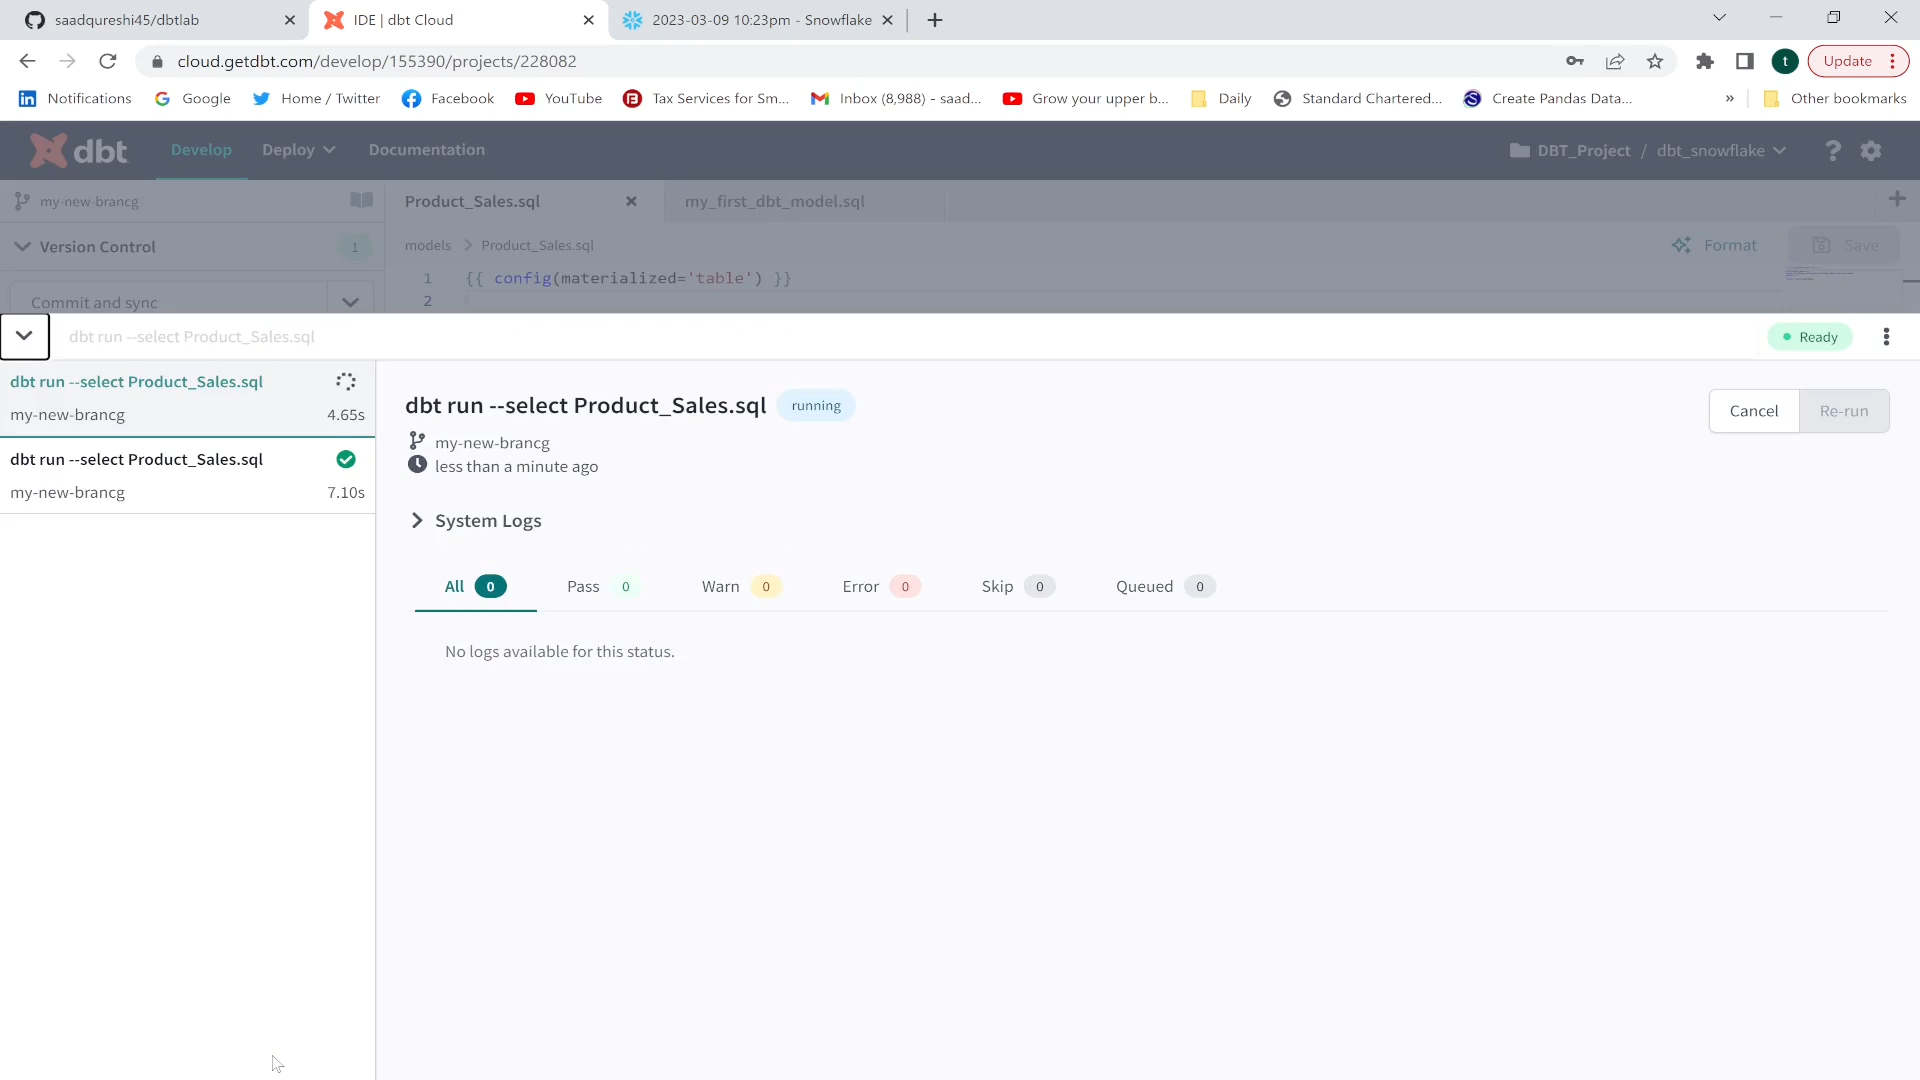 saadqureshi45/dbtlab
IDE | dbt Cloud
2023-03-09 10:23pm - Snowflake
cloud.getdbt.com/develop/155390/projects/228082
t
Update
Notifications
Google
Home / Twitter
Facebook
YouTube
Tax Services for Sm...
Inbox (8,988) - saad...
Grow your upper b...
Daily
Standard Chartered...
Create Pandas Data...
»
Other bookmarks
dbt
Develop
Deploy
Documentation
DBT_Project / dbt_snowflake
?
my-new-brancg
Product_Sales.sql
my_first_dbt_model.sql
Version Control
1
models > Product_Sales.sql
Format
Save
Commit and sync
1 {{ config(materialized='table') }}
2
dbt run --select Product_Sales.sql
Ready
dbt run --select Product_Sales.sql
my-new-brancg
4.65s
dbt run --select Product_Sales.sql
my-new-brancg
7.10s
dbt run --select Product_Sales.sql running
Cancel
Re-run
my-new-brancg
less than a minute ago
System Logs
All 0
Pass 0
Warn 0
Error 0
Skip 0
Queued 0
No logs available for this status.